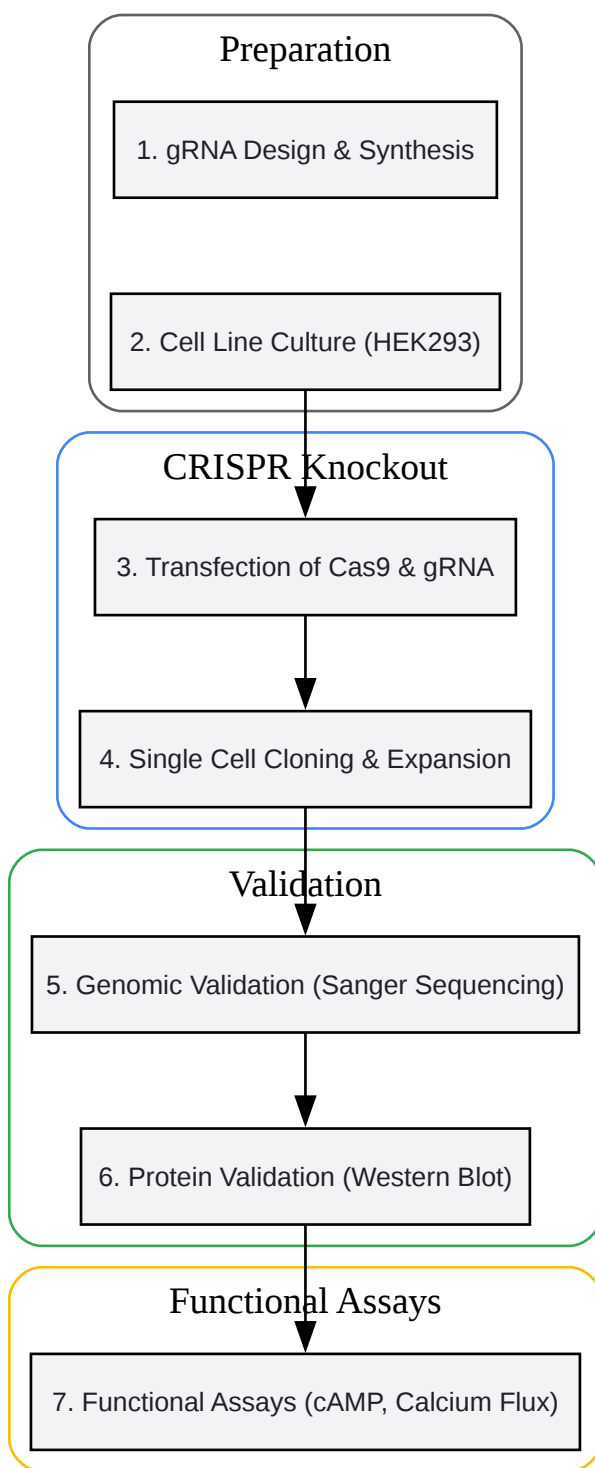 Preparation
1. gRNA Design & Synthesis
2. Cell Line Culture (HEK293)
CRISPR Knockout
3. Transfection of Cas9 & gRNA
4. Single Cell Cloning & Expansion
Validation
5. Genomic Validation (Sanger Sequencing)
6. Protein Validation (Western Blot)
Functional Assays
7. Functional Assays (cAMP, Calcium Flux)